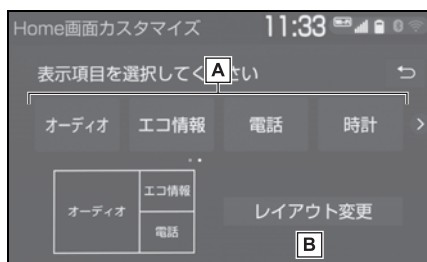 Home画面カスタマイズ 11:33 0
表示項目を選択してく A さい
オーディオ エコ情報 電話 時計 >
オーディオ エコ情報
電話
レイアウト変更
B